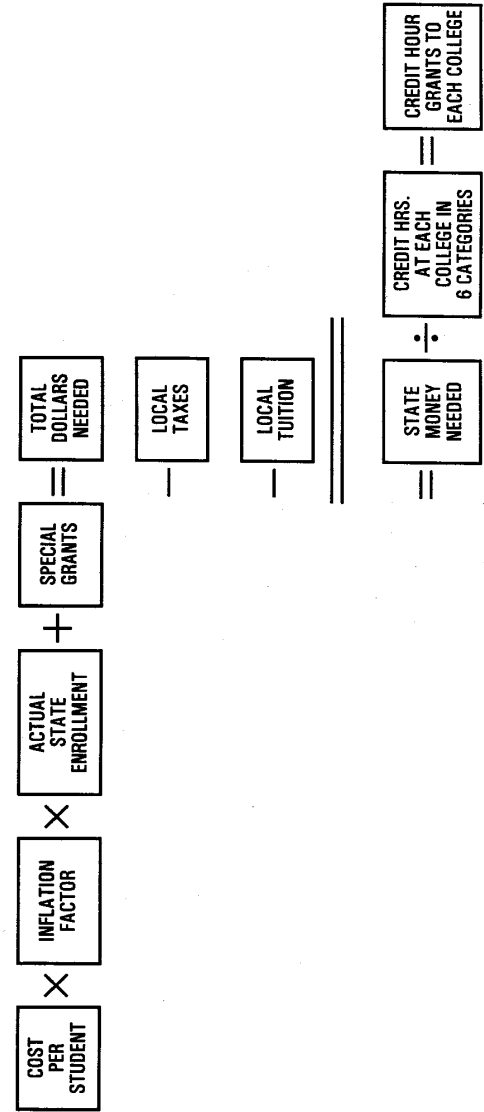 COST
PER
STUDENT
×
INFLATION
FACTOR
×
ACTUAL
STATE
ENROLLMENT
+
SPECIAL
GRANTS
=
TOTAL
DOLLARS
NEEDED
−
LOCAL
TAXES
−
LOCAL
TUITION
=
STATE
MONEY
NEEDED
÷
CREDIT HRS.
AT EACH
COLLEGE IN
6 CATEGORIES
=
CREDIT HOUR
GRANTS TO
EACH COLLEGE